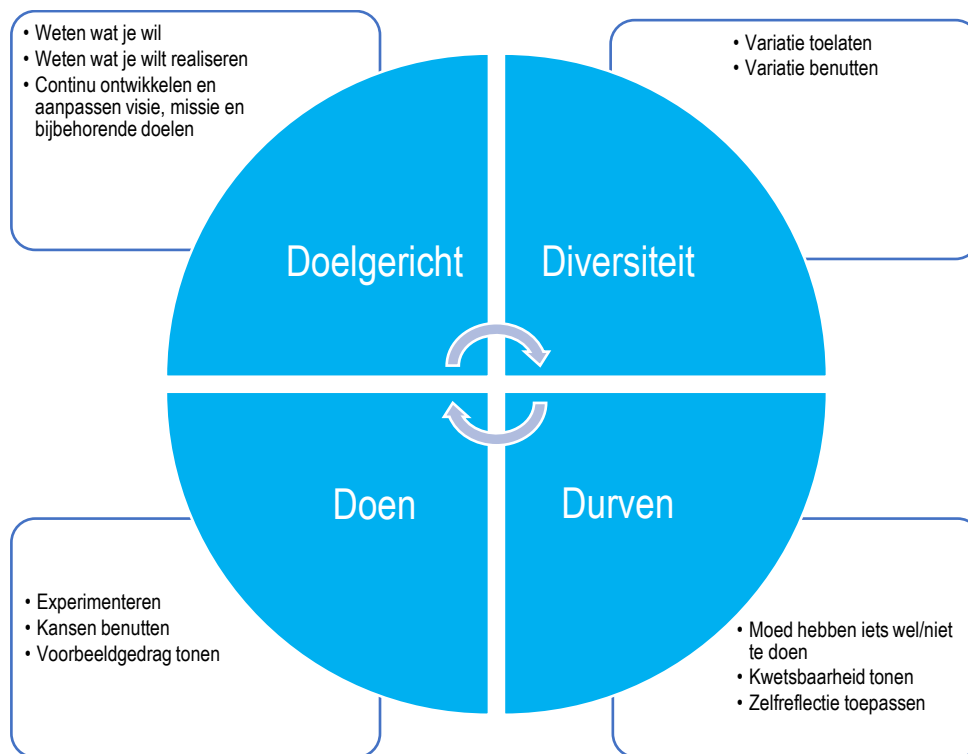 • Weten wat je wil
• Weten wat je wilt realiseren
• Continu ontwikkelen en
aanpassen visie, missie en
bijbehorende doelen
• Variatie toelaten
• Variatie benutten
Doelgericht
Diversiteit
Doen
Durven
• Experimenteren
• Kansen benutten
• Voorbeeldgedrag tonen
• Moed hebben iets wel/niet
te doen
• Kwetsbaarheid tonen
• Zelfreflectie toepassen